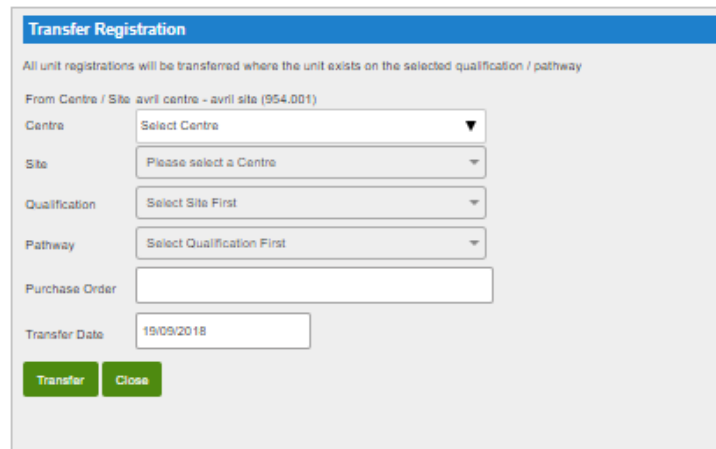 Transfer Registration
All unit registrations will be transferred where the unit exists on the selected qualification / pathway
From Centre / Site avril centre - avril site (954.001)
Centre Select Centre
Site Please select a Centre
Qualification Select Site First
Pathway Select Qualification First
Purchase Order
Transfer Date 19/09/2018
Transfer Close